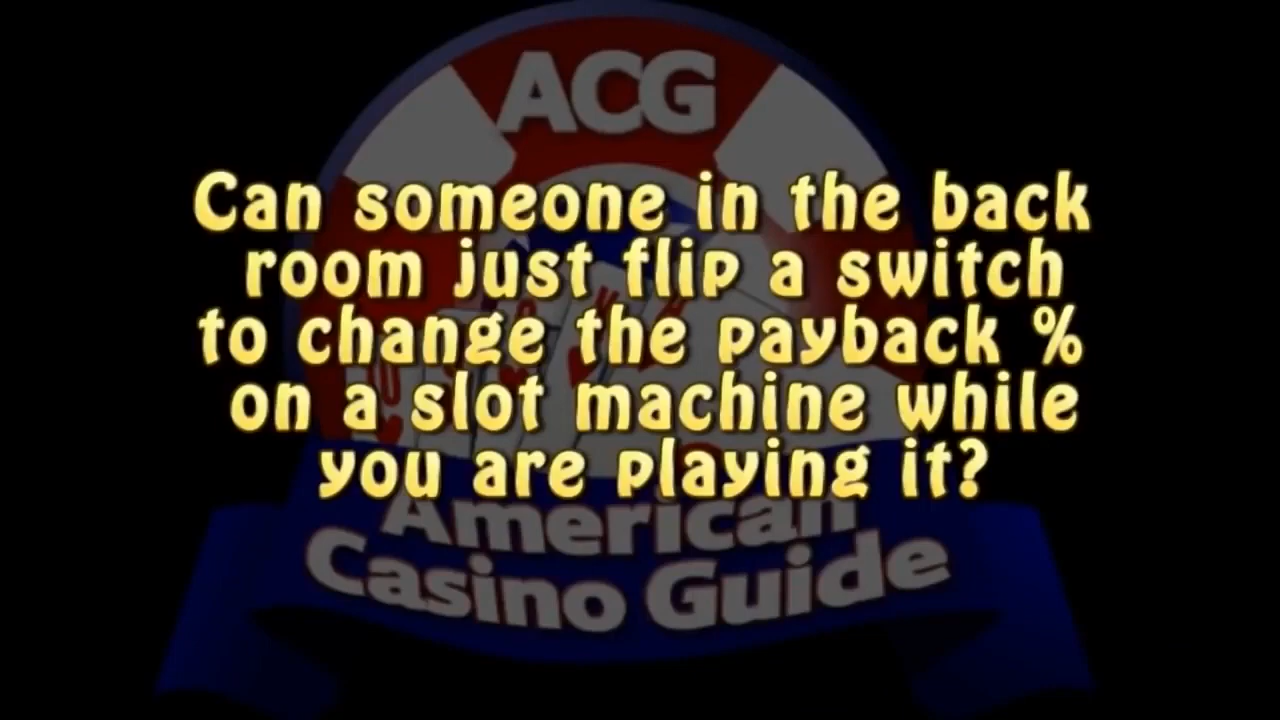 ACG
Can someone in the back
room just flip a switch
to change the payback %
on a slot machine while
you are playing it?
American
Casino Guide